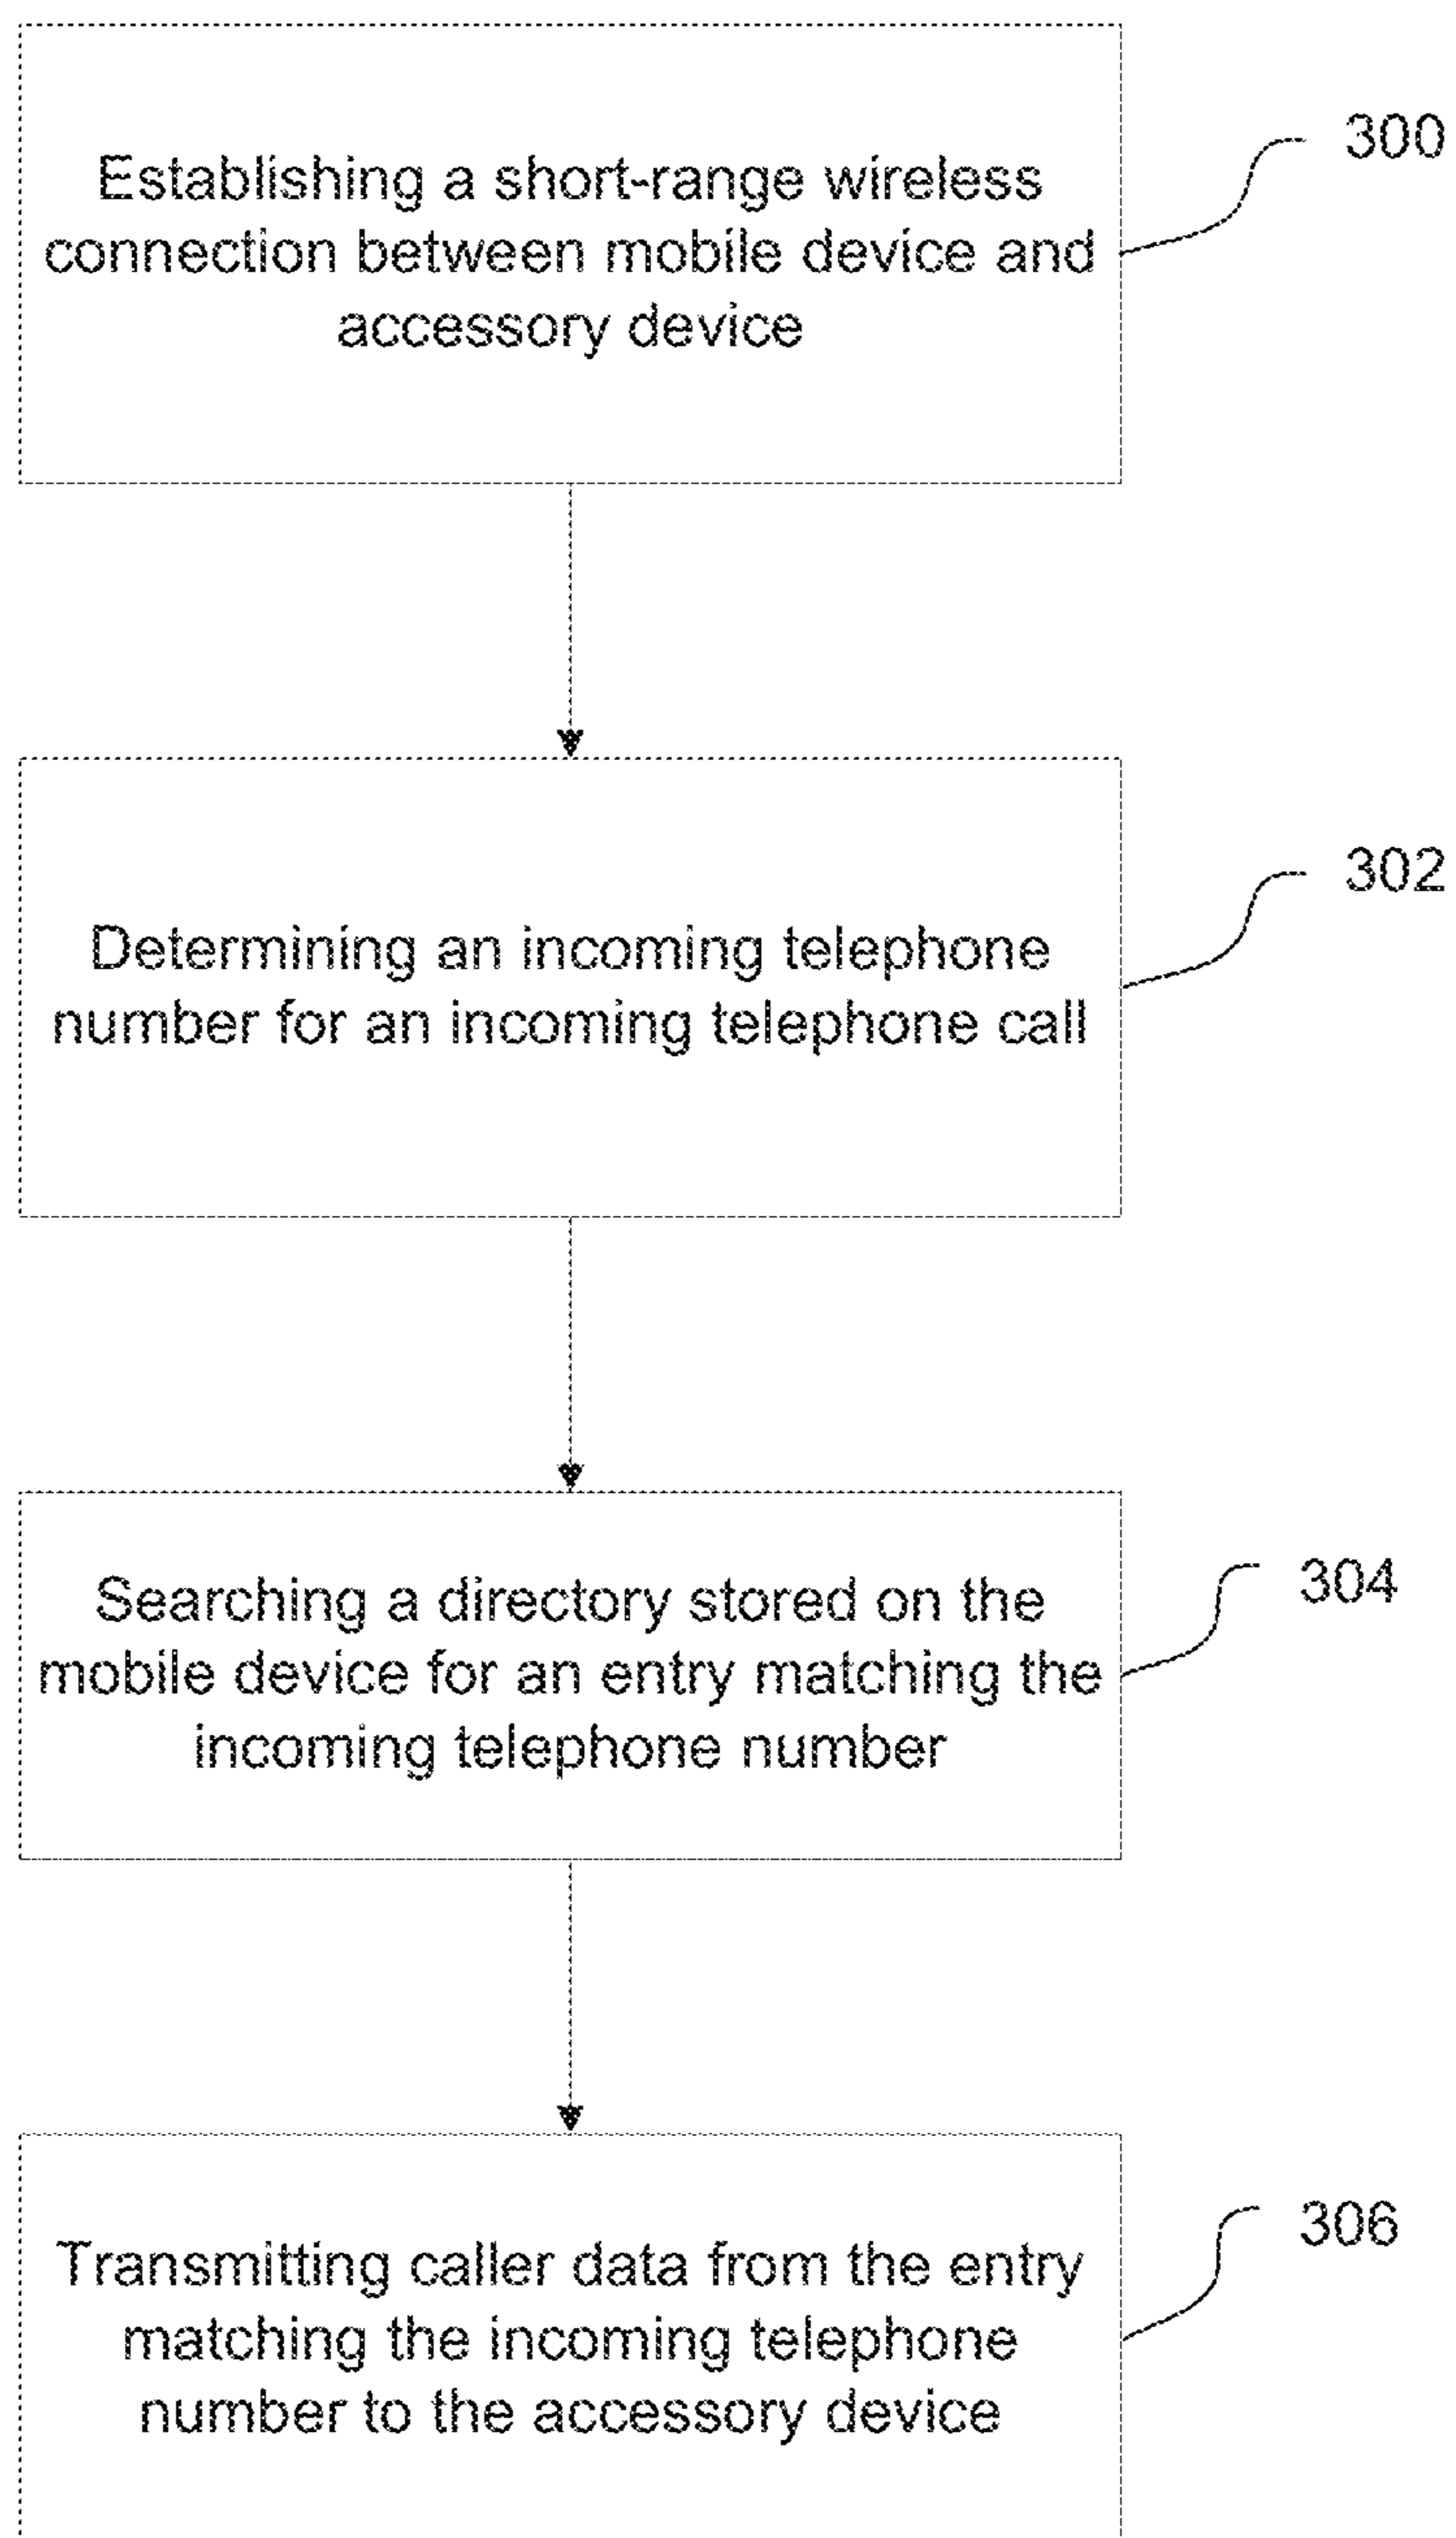 Establishing a short-range wireless
connection between mobile device and
accessory device
300
Determining an incoming telephone
number for an incoming telephone call
302
Searching a directory stored on the
mobile device for an entry matching the
incoming telephone number
304
Transmitting caller data from the entry
matching the incoming telephone
number to the accessory device
306